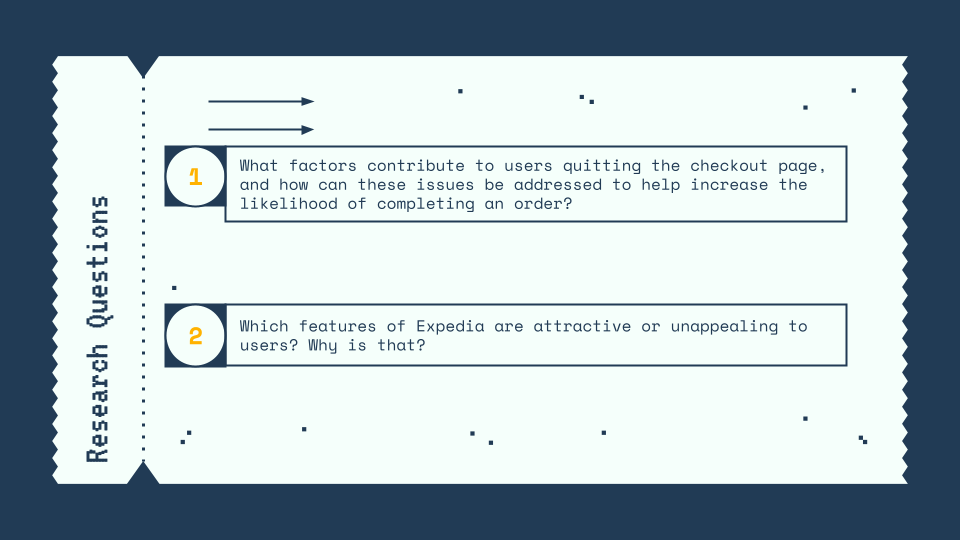 Research Questions
1
What factors contribute to users quitting the checkout page,
and how can these issues be addressed to help increase the
likelihood of completing an order?
2
Which features of Expedia are attractive or unappealing to
users? Why is that?